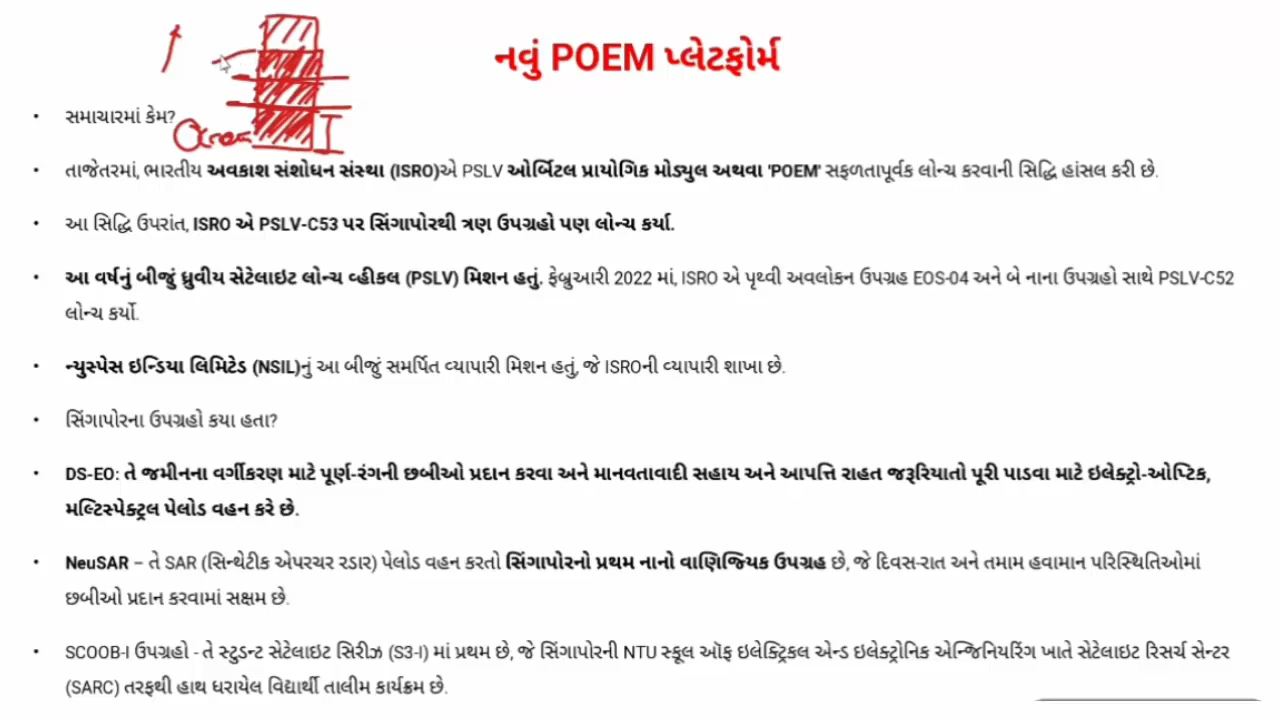 નવું POEM પ્લેટફોર્મ
• સમાચારમાં કેમ?
• તાજેતરમાં, ભારતીય અવકાશ સંશોધન સંસ્થા (ISRO)એ PSLV ઓર્બિટલ પ્રાયોગિક મોડ્યુલ અથવા 'POEM' સફળતાપૂર્વક લોન્ચ કરવાની સિદ્ધિ હાંસલ કરી છે.
• આ સિદ્ધિ ઉપરાંત, ISRO એ PSLV-C53 પર સિંગાપોરથી ત્રણ ઉપગ્રહો પણ લોન્ચ કર્યા.
• આ વર્ષનું બીજું ધ્રુવીય સેટેલાઇટ લોન્ચ વ્હીકલ (PSLV) મિશન હતું. ફેબ્રુઆરી 2022 માં, ISRO એ પૃથ્વી અવલોકન ઉપગ્રહ EOS-04 અને બે નાના ઉપગ્રહો સાથે PSLV-C52
લોન્ચ કર્યો.
• ન્યુસ્પેસ ઇન્ડિયા લિમિટેડ (NSIL)નું આ બીજું સમર્પિત વ્યાપારી મિશન હતું, જે ISROની વ્યાપારી શાખા છે.
• સિંગાપોરના ઉપગ્રહો કયા હતા?
• DS-EO: તે જમીનના વર્ગીકરણ માટે પૂર્ણ-રંગની છબીઓ પ્રદાન કરવા અને માનવતાવાદી સહાય અને આપત્તિ રાહત જરૂરિયાતો પૂરી પાડવા માટે ઇલેક્ટ્રો-ઓપ્ટિક,
મલ્ટિસ્પેક્ટ્રલ પેલોડ વહન કરે છે.
• NeuSAR – તે SAR (સિન્થેટીક એપરચર રડાર) પેલોડ વહન કરતો સિંગાપોરનો પ્રથમ નાનો વાણિજ્યિક ઉપગ્રહ છે, જે દિવસ-રાત અને તમામ હવામાન પરિસ્થિતિઓમાં
છબીઓ પ્રદાન કરવામાં સક્ષમ છે.
• SCOOB-I ઉપગ્રહો - તે સ્ટુડન્ટ સેટેલાઇટ સિરીઝ (S3-I) માં પ્રથમ છે, જે સિંગાપોરની NTU સ્કૂલ ઑફ ઇલેક્ટ્રિકલ એન્ડ ઇલેક્ટ્રોનિક એન્જિનિયરિંગ ખાતે સેટેલાઇટ રિસર્ચ સેન્ટર
(SARC) તરફથી હાથ ધરાયેલ વિદ્યાર્થી તાલીમ કાર્યક્રમ છે.